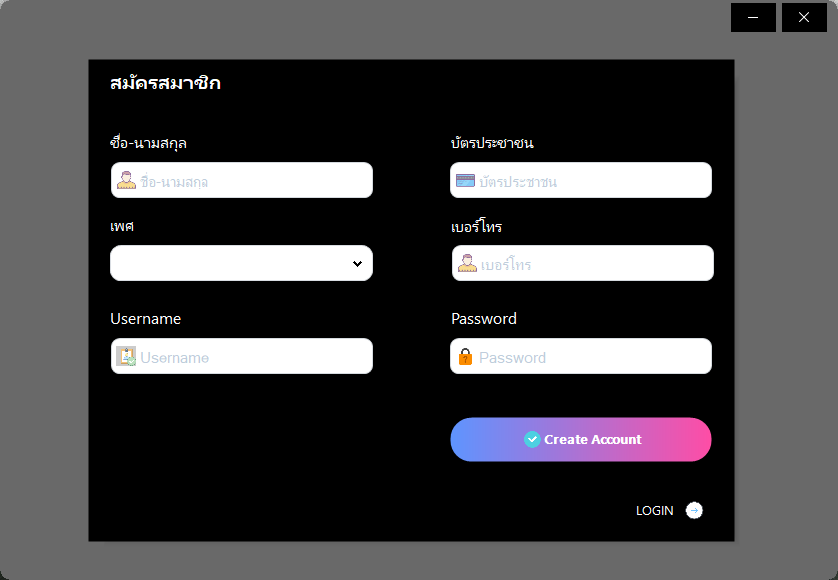 สมัครสมาชิก
ชื่อ-นามสกุล
บัตรประชาชน
ชื่อ-นามสกุล
บัตรประชาชน
เพศ
เบอร์โทร
เบอร์โทร
Username
Password
Username
Password
Create Account
LOGIN